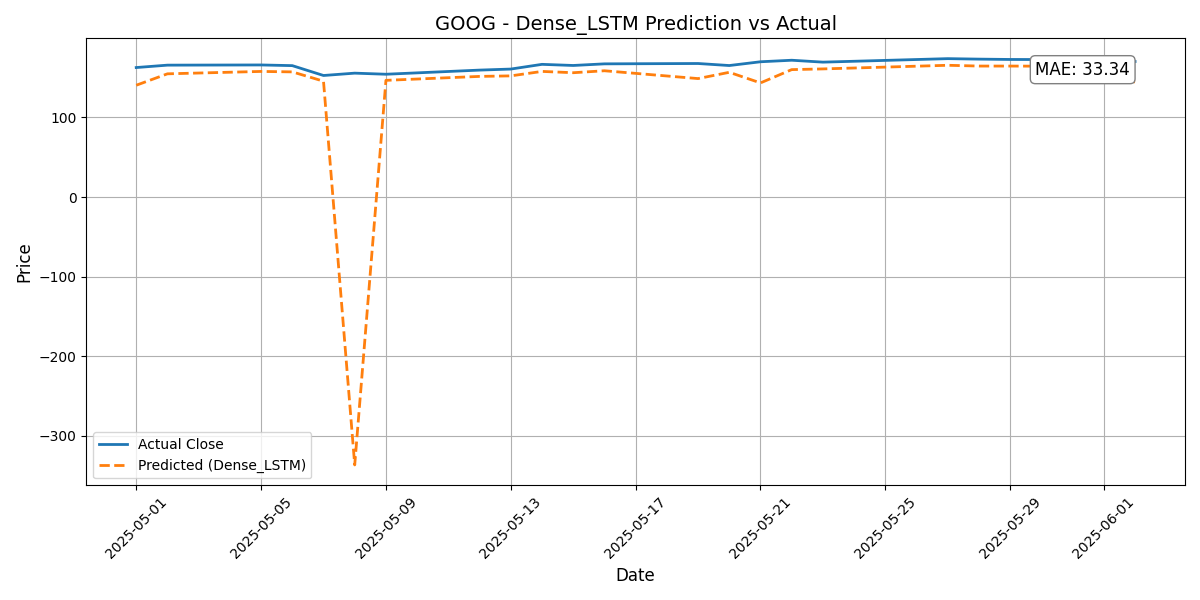 GOOG - Dense_LSTM Prediction vs Actual
MAE: 33.34
Price
100
0
−100
−200
−300
Actual Close
Predicted (Dense_LSTM)
2025-05-01
2025-05-05
2025-05-09
2025-05-13
2025-05-17
2025-05-21
2025-05-25
2025-05-29
2025-06-01
Date